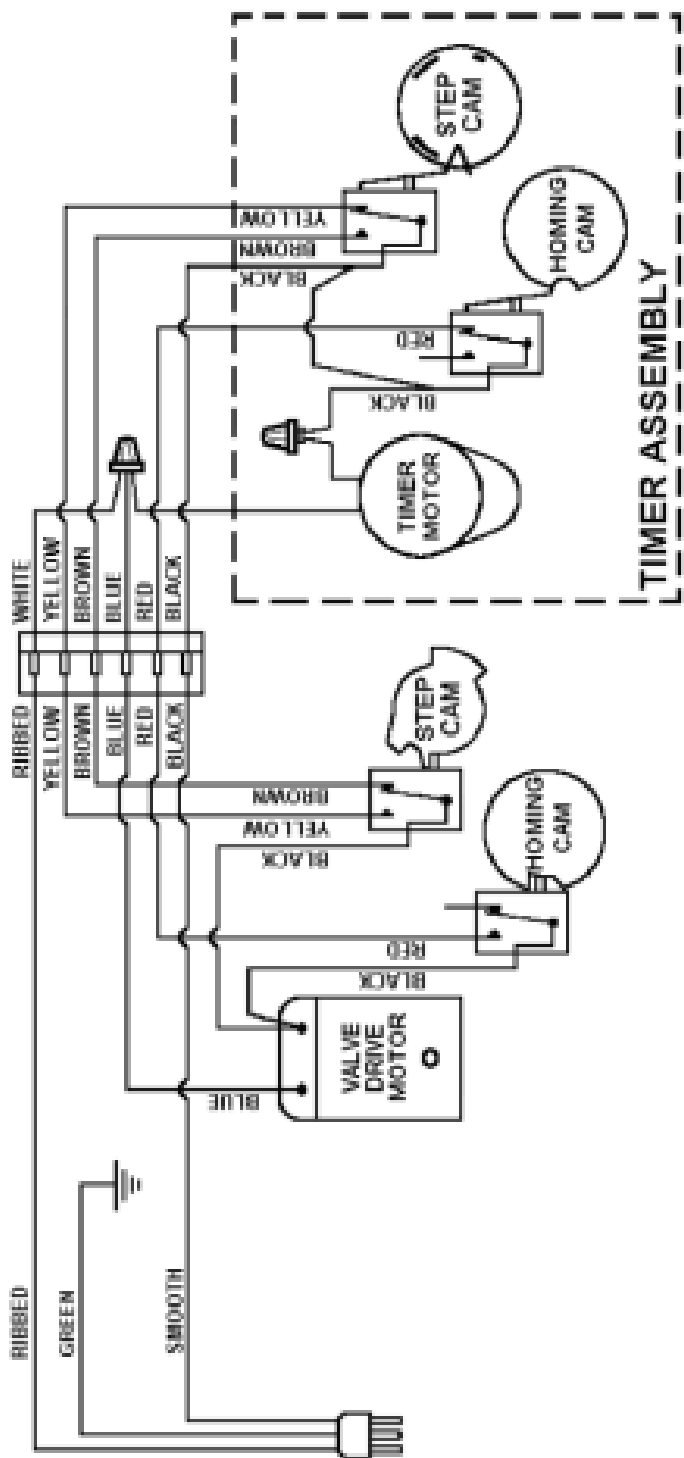 WHITE
YELLOW
BROWN
BLUE
RED
BLACK
RIBBED
YELLOW
BROWN
BLUE
RED
BLACK
YELLOW
BROWN
BLACK
STEP
CAM
HOMING
CAM
RED
BLACK
TIMER
MOTOR
TIMER ASSEMBLY
BROWN
YELLOW
BLACK
STEP
CAM
HOMING
CAM
RED
BLACK
BLUE
VALVE
DRIVE
MOTOR
RIBBED
GREEN
SMOOTH